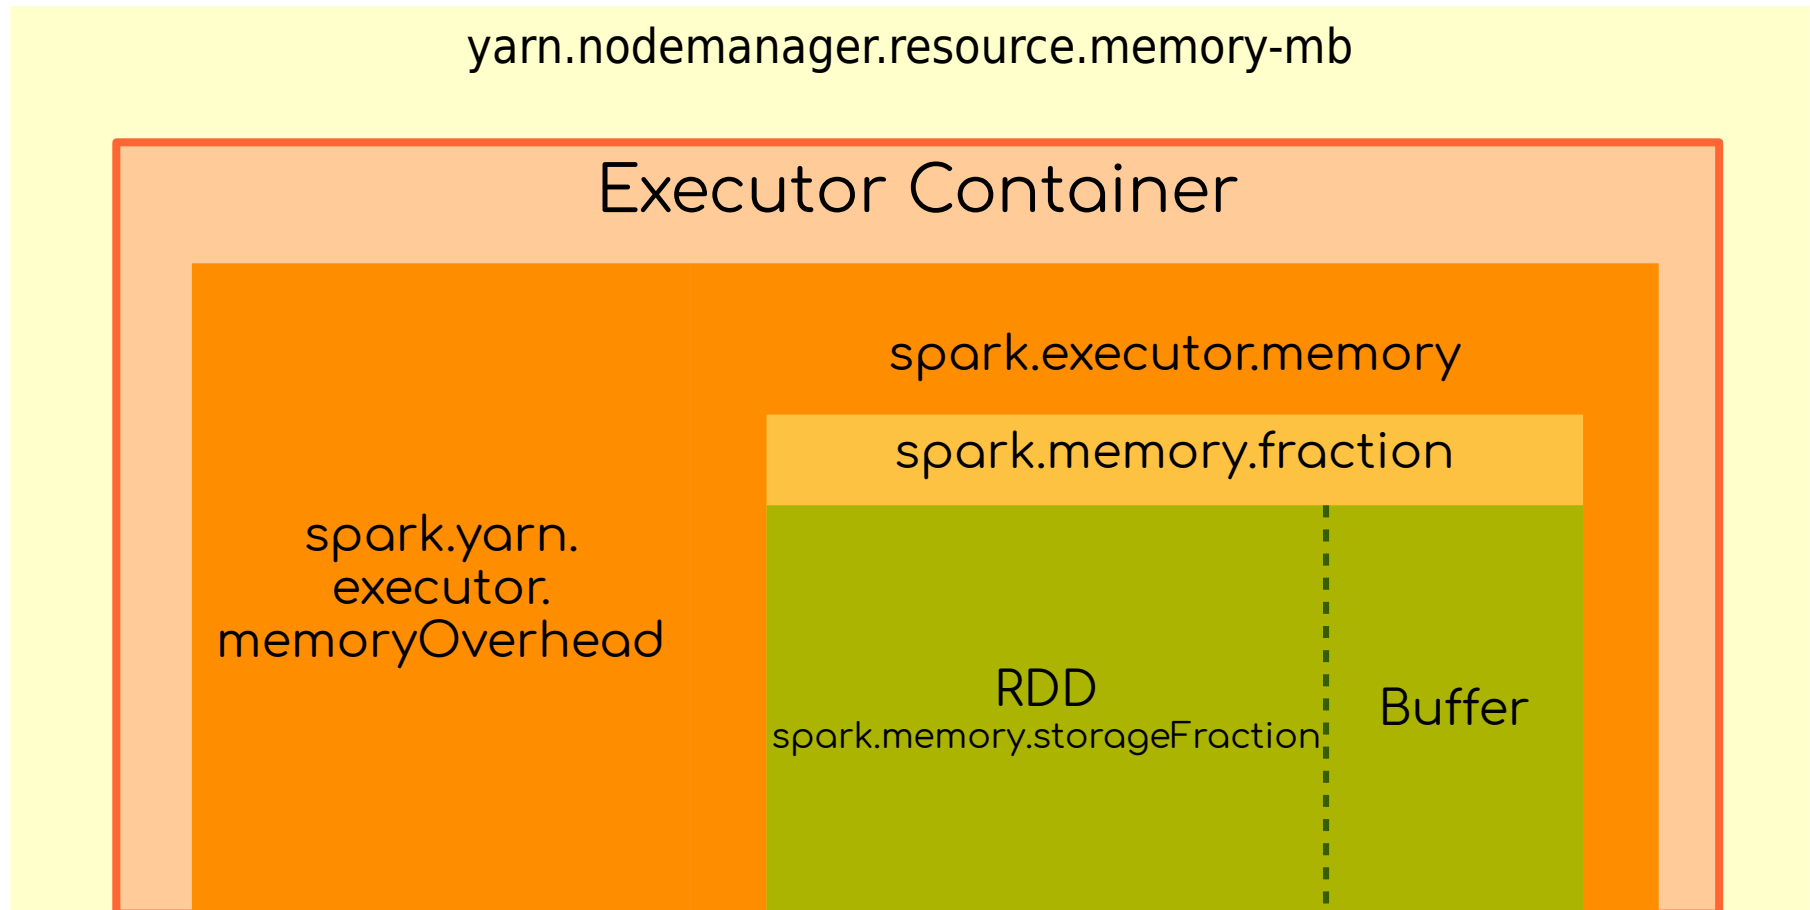 yarn.nodemanager.resource.memory-mb
Executor Container
spark.executor.memory
spark.memory.fraction
spark.yarn.
executor.
memoryOverhead
RDD
spark.memory.storageFraction
Buffer